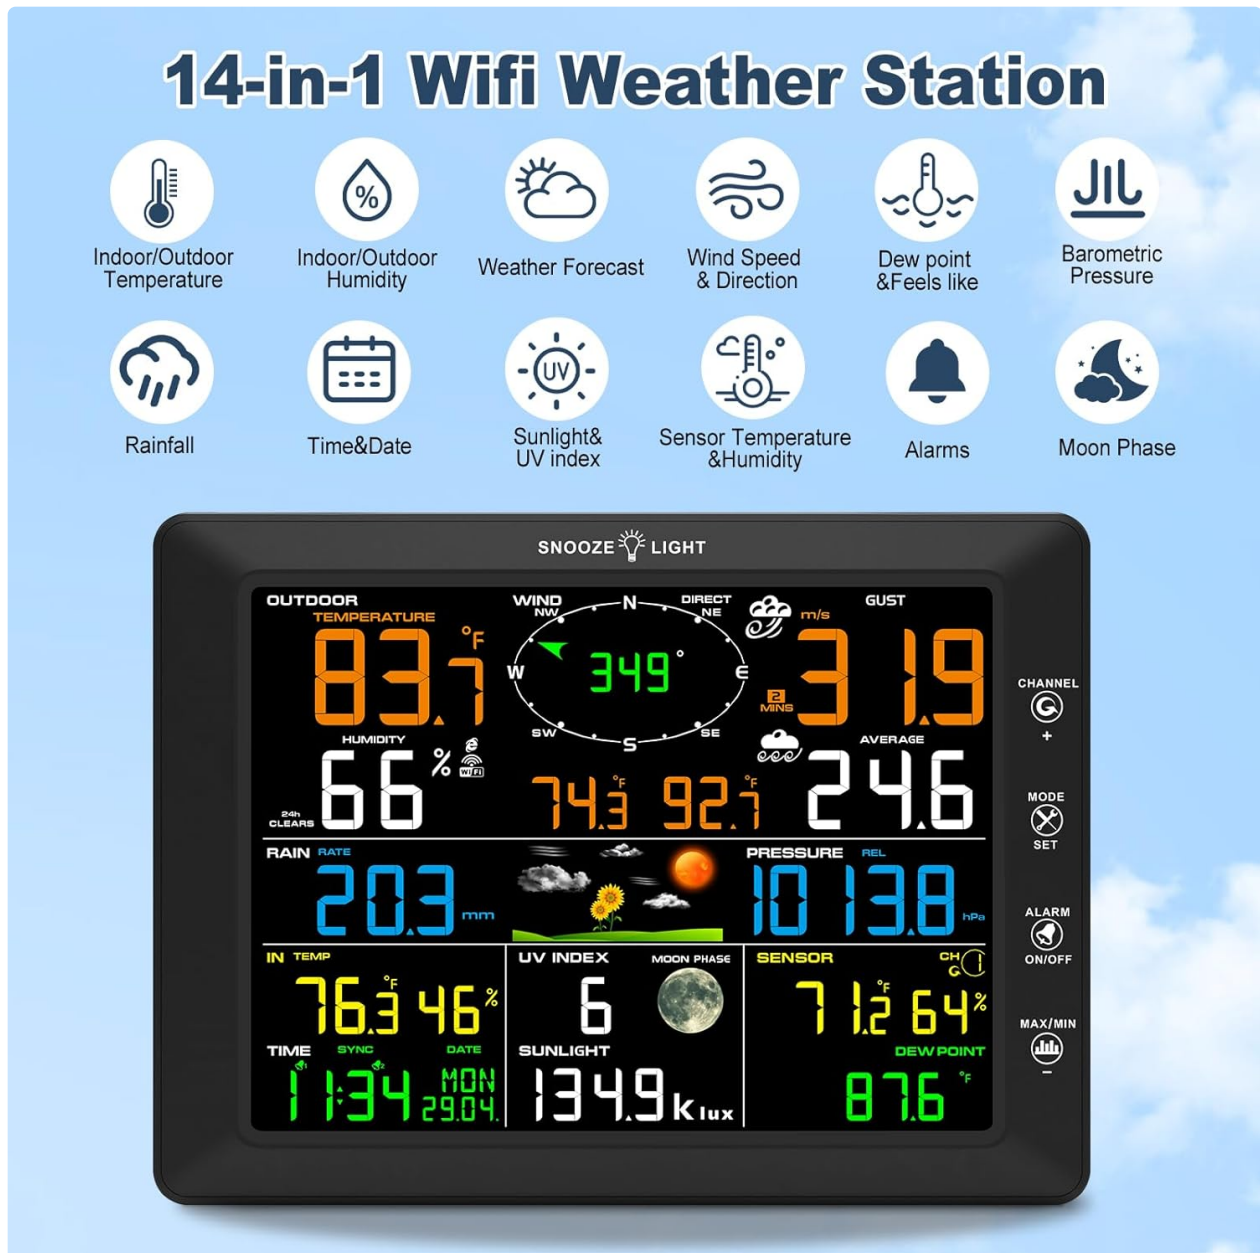 14-in-1 Wifi Weather Station
%
Indoor/Outdoor
Temperature
Indoor/Outdoor
Humidity
Weather Forecast
Wind Speed
& Direction
Dew point
&Feels like
Barometric
Pressure
UV
Rainfall
Time&Date
Sunlight&
UV index
Sensor Temperature
&Humidity
Alarms
Moon Phase
SNOOZE LIGHT
OUTDOOR
TEMPERATURE
83.7 °F
HUMIDITY
66 %
WiFi
24h
CLEARS
WIND
DIRECT
NW N NE
W 349° E
SW S SE
74.3 °F 92.7 °F
m/s
GUST
31.9
2
MINS
AVERAGE
24.6
RAIN RATE
20.3 mm
PRESSURE REL
1013.8 hPa
IN TEMP
76.3 °F 46 %
TIME SYNC DATE
1 2
11:34
MON
29.04.
UV INDEX
6
MOON PHASE
SUNLIGHT
134.9 k lux
SENSOR
CH 1
71.2 °F 64 %
DEW POINT
87.6 °F
CHANNEL
+
MODE
SET
ALARM
ON/OFF
MAX/MIN
-